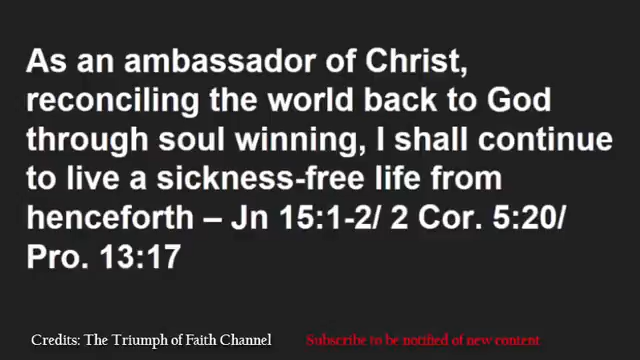 As an ambassador of Christ,
reconciling the world back to God
through soul winning, I shall continue
to live a sickness-free life from
henceforth – Jn 15:1-2/ 2 Cor. 5:20/
Pro. 13:17
Credits: The Triumph of Faith Channel
Subscribe to be notified of new content